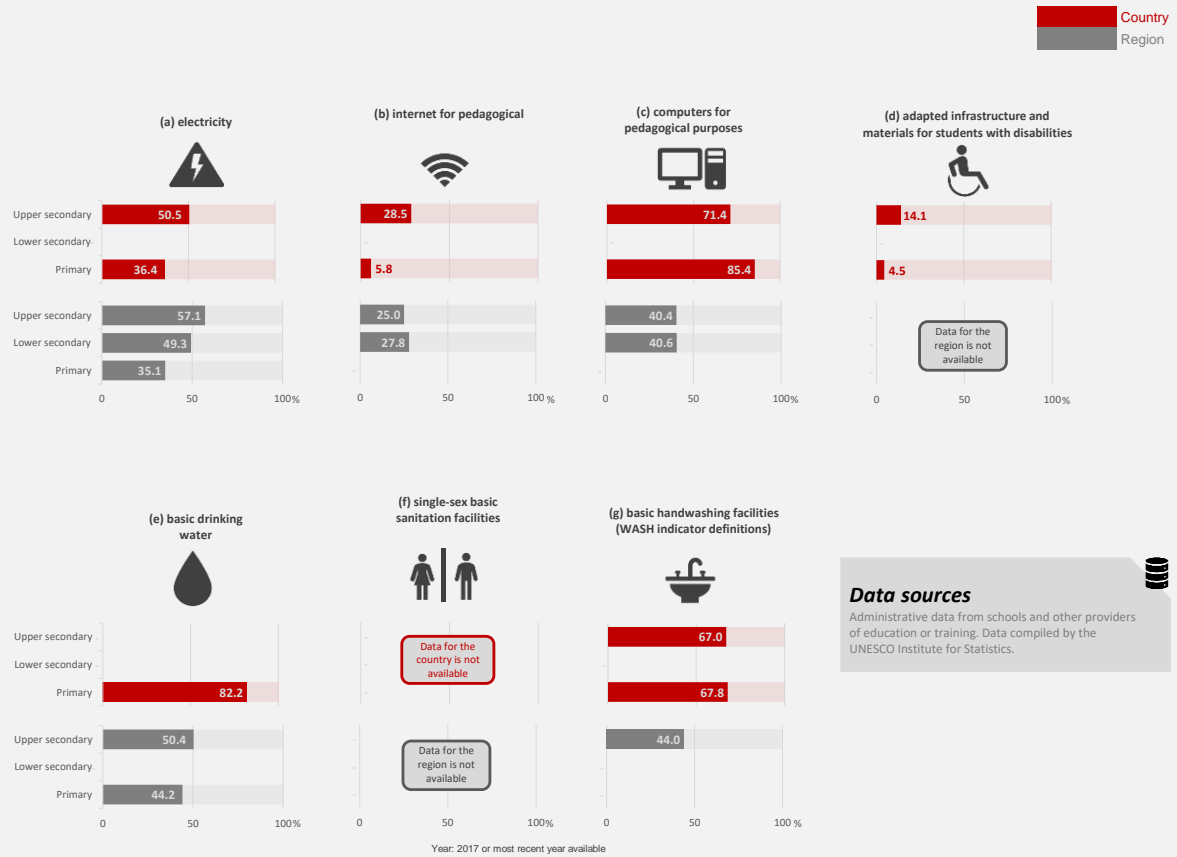 Country
Region
(a) electricity
(b) internet for pedagogical
(c) computers for
pedagogical purposes
(d) adapted infrastructure and
materials for students with disabilities
Upper secondary
50.5
28.5
71.4
14.1
Lower secondary
Primary
36.4
5.8
85.4
4.5
Upper secondary
57.1
25.0
40.4
Lower secondary
49.3
27.8
40.6
Primary
35.1
Data for the
region is not
available
0 50 100%
0 50 100 %
0 50 100%
0 50 100%
(e) basic drinking
water
(f) single-sex basic
sanitation facilities
(g) basic handwashing facilities
(WASH indicator definitions)
Data sources
Administrative data from schools and other providers
of education or training. Data compiled by the
UNESCO Institute for Statistics.
Upper secondary
67.0
Lower secondary
Primary
82.2
67.8
Data for the
country is not
available
Upper secondary
50.4
44.0
Lower secondary
Primary
44.2
Data for the
region is not
available
0 50 100%
0 50 100%
0 50 100 %
Year: 2017 or most recent year available